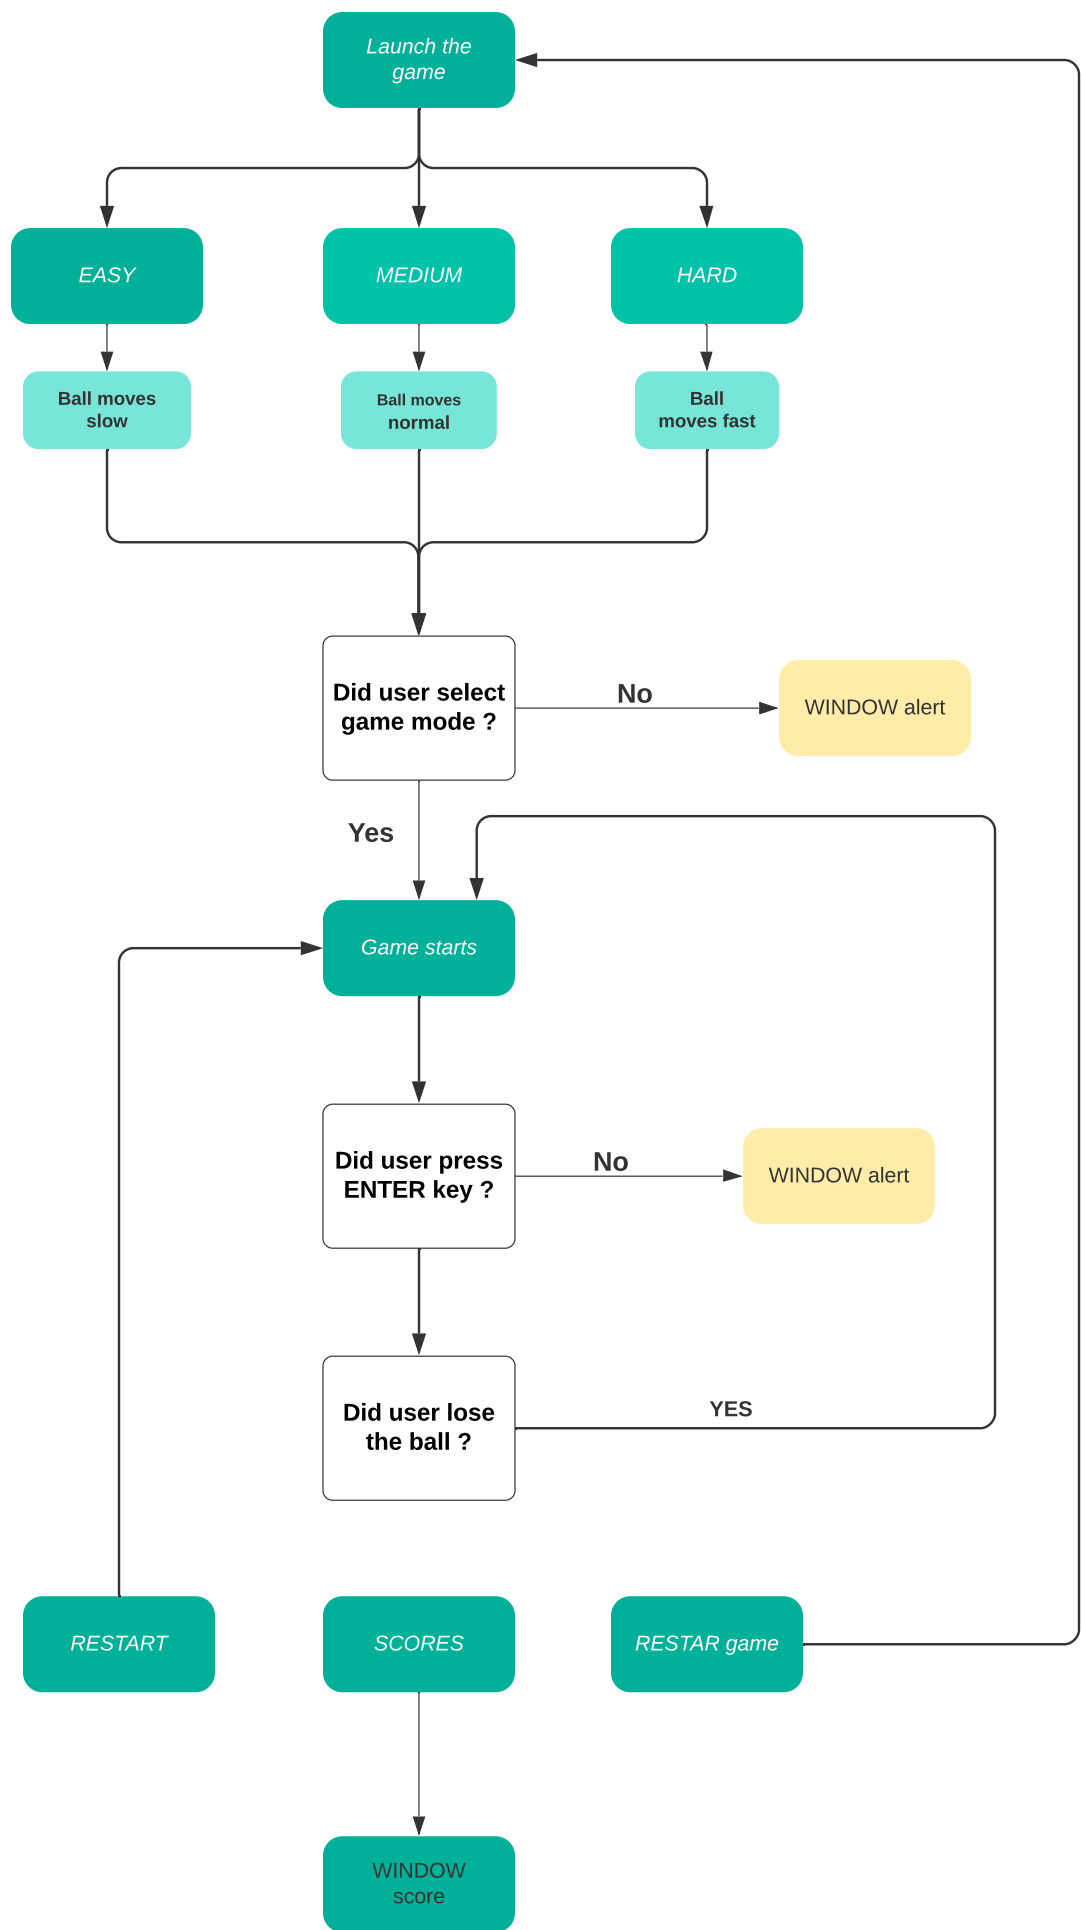 Launch the
game
EASY
MEDIUM
HARD
Ball moves
slow
Ball moves
normal
Ball
moves fast
Did user select
game mode ?
No
WINDOW alert
Yes
Game starts
Did user press
ENTER key ?
No
WINDOW alert
Did user lose
the ball ?
YES
RESTART
SCORES
RESTAR game
WINDOW
score